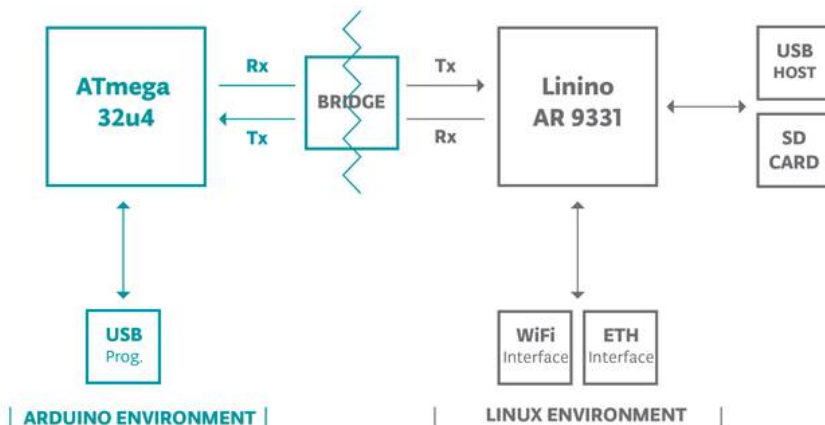 ATmega
32u4
Rx
Tx
BRIDGE
Tx
Rx
Linino
AR 9331
USB
HOST
SD
CARD
USB
Prog.
WiFi
Interface
ETH
Interface
ARDUINO ENVIRONMENT
LINUX ENVIRONMENT